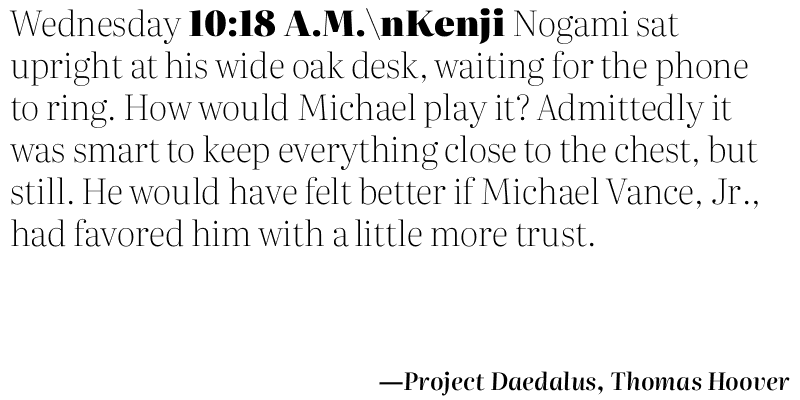 Wednesday 10:18 A.M.\nKenji Nogami sat
upright at his wide oak desk, waiting for the phone
to ring. How would Michael play it? Admittedly it
was smart to keep everything close to the chest, but
still. He would have felt better if Michael Vance, Jr.,
had favored him with a little more trust.
—Project Daedalus, Thomas Hoover